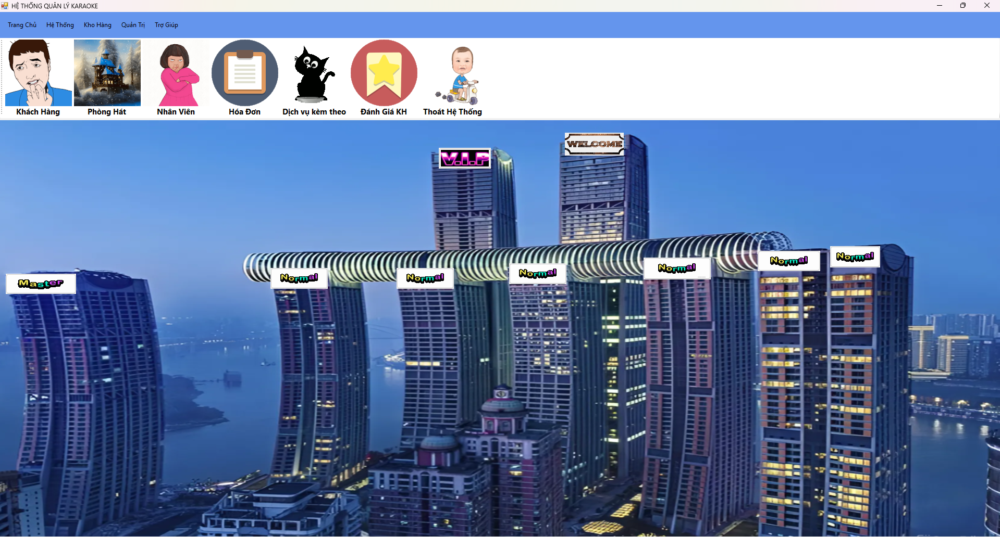 HỆ THỐNG QUẢN LÝ KARAOKE
Trang Chủ Hệ Thống Kho Hàng Quản Trị Trợ Giúp
Khách Hàng Phòng Hát Nhân Viên Hóa Đơn Dịch vụ kèm theo Đánh Giá KH Thoát Hệ Thống
WELCOME
V.I.P
Normal
Normal
Normal
Normal
Normal
Normal
Master